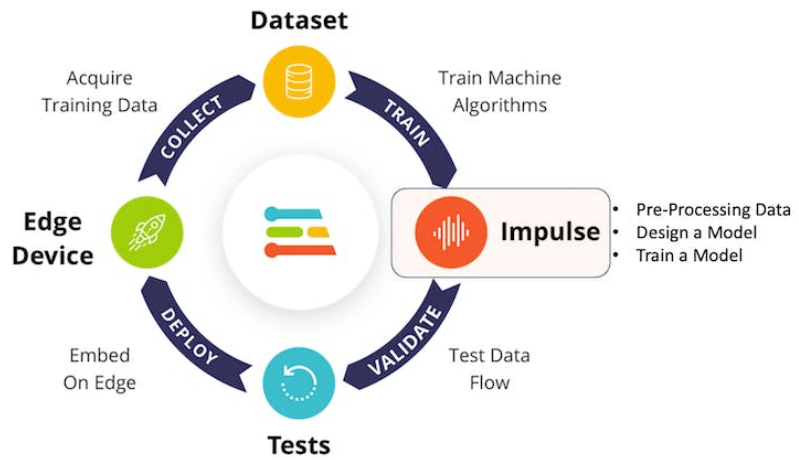 Dataset
Acquire
Training Data
COLLECT
TRAIN
Train Machine
Algorithms
Edge
Device
Impulse
• Pre-Processing Data
• Design a Model
• Train a Model
DEPLOY
VALIDATE
Embed
On Edge
Test Data
Flow
Tests